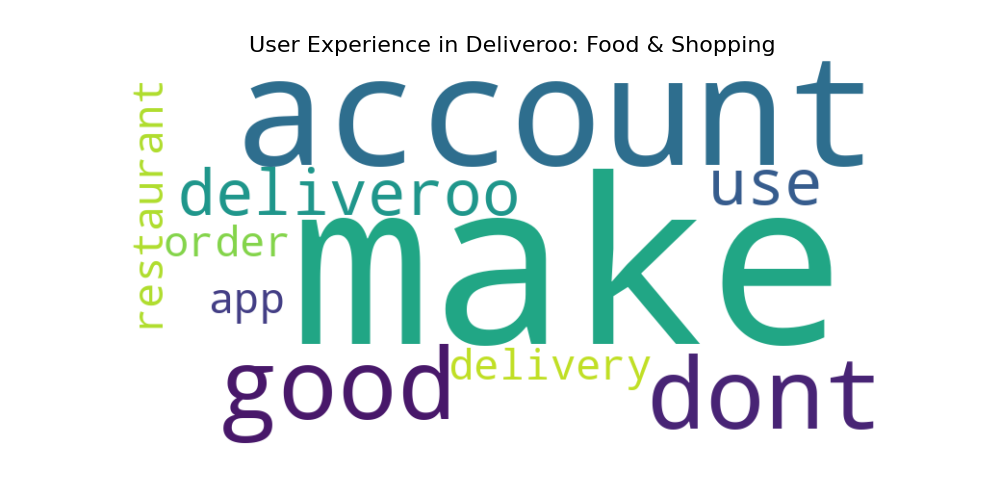 User Experience in Deliveroo: Food & Shopping
account
restaurant
deliveroo
use
order
make
app
good
delivery
dont